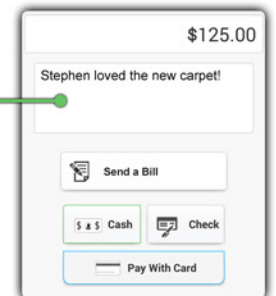 $125.00
Stephen loved the new carpet!
Send a Bill
$ $ Cash
Check
Pay With Card